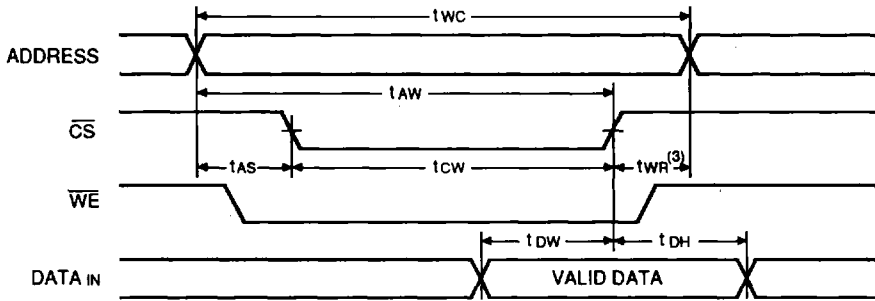 tWC
ADDRESS
tAW
CS
tAS tCW tWR(3)
WE
tDW tDH
DATA IN VALID DATA